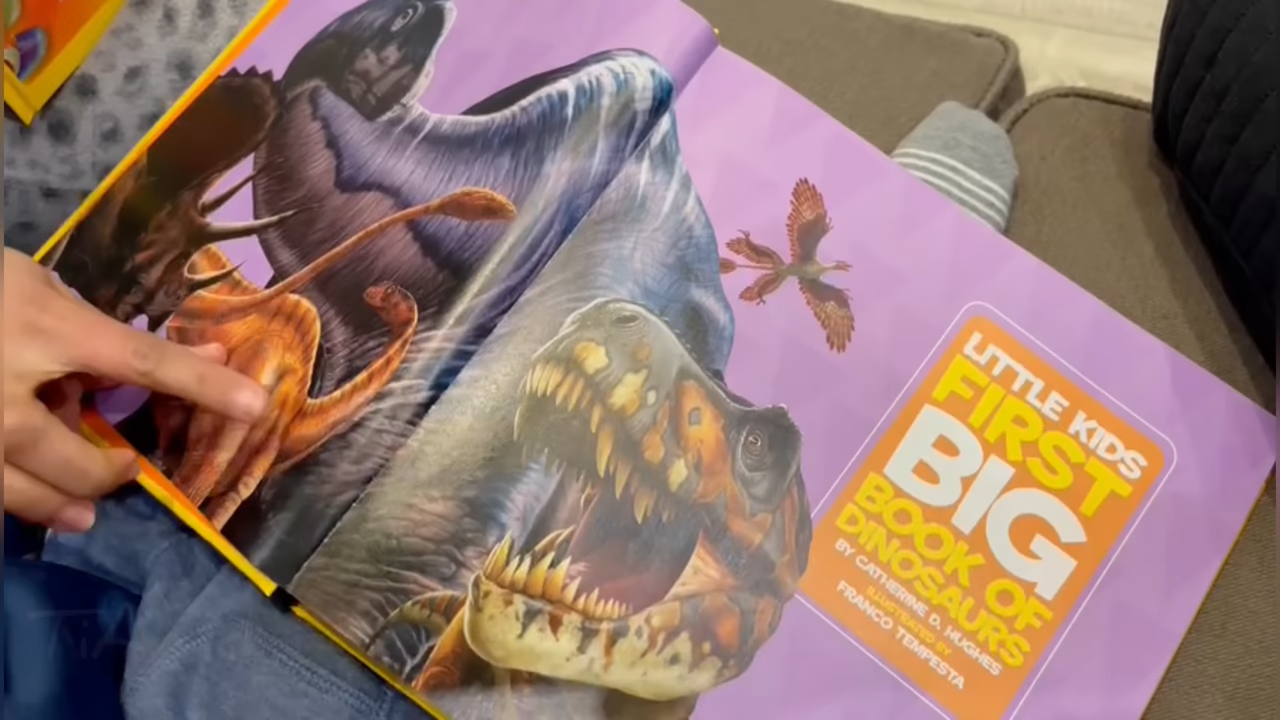 LITTLE KIDS
FIRST
BIG
BOOK OF
DINOSAURS
BY CATHERINE D. HUGHES
ILLUSTRATED BY
FRANCO TEMPESTA